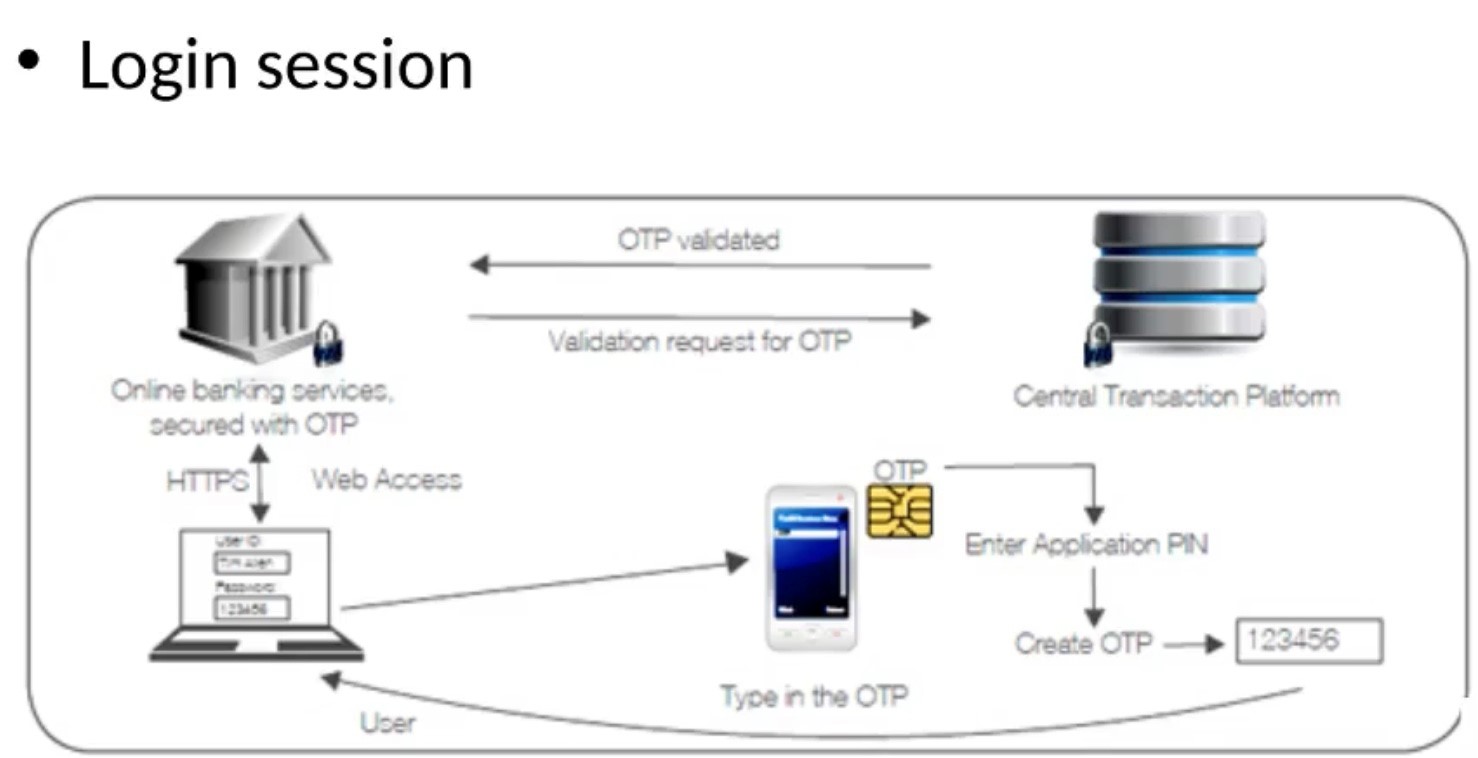 • Login session
OTP validated
Validation request for OTP
Online banking services,
secured with OTP
Central Transaction Platform
HTTPS
Web Access
OTP
Enter Application PIN
User ID
Tim Allen
Password
123456
Create OTP
123456
Type in the OTP
User